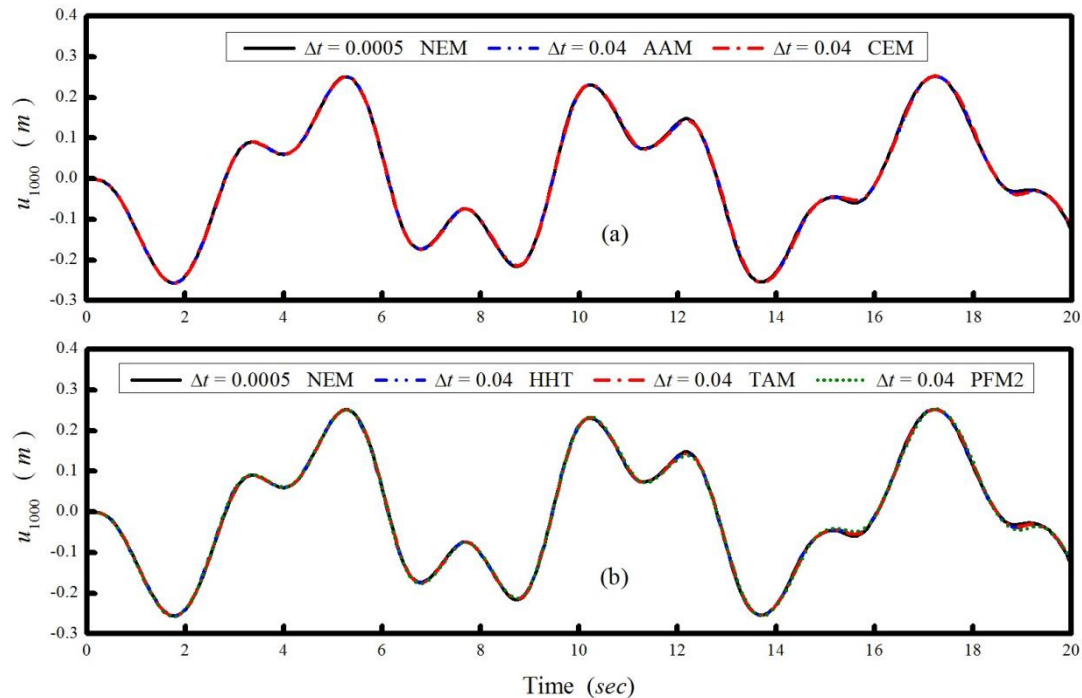 0.4
Δt = 0.0005 NEM Δt = 0.04 AAM Δt = 0.04 CEM
0.3
0.2
0.1
0.0
-0.1
-0.2
-0.3
u1000 ( m )
(a)
0 2 4 6 8 10 12 14 16 18 20
0.4
Δt = 0.0005 NEM Δt = 0.04 HHT Δt = 0.04 TAM Δt = 0.04 PFM2
0.3
0.2
0.1
0.0
-0.1
-0.2
-0.3
u1000 ( m )
(b)
0 2 4 6 8 10 12 14 16 18 20
Time (sec)